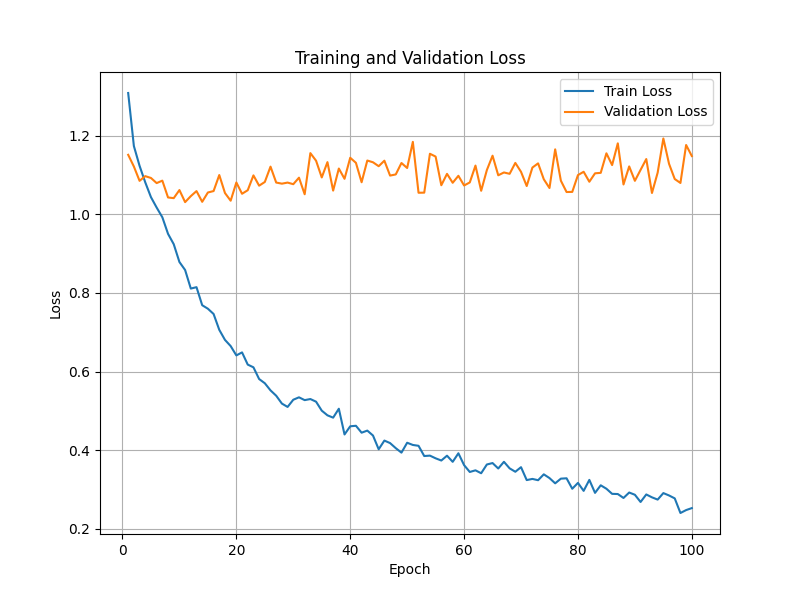 Training and Validation Loss
Train Loss
Validation Loss
1.2
1.0
0.8
0.6
0.4
0.2
Loss
0 20 40 60 80 100
Epoch